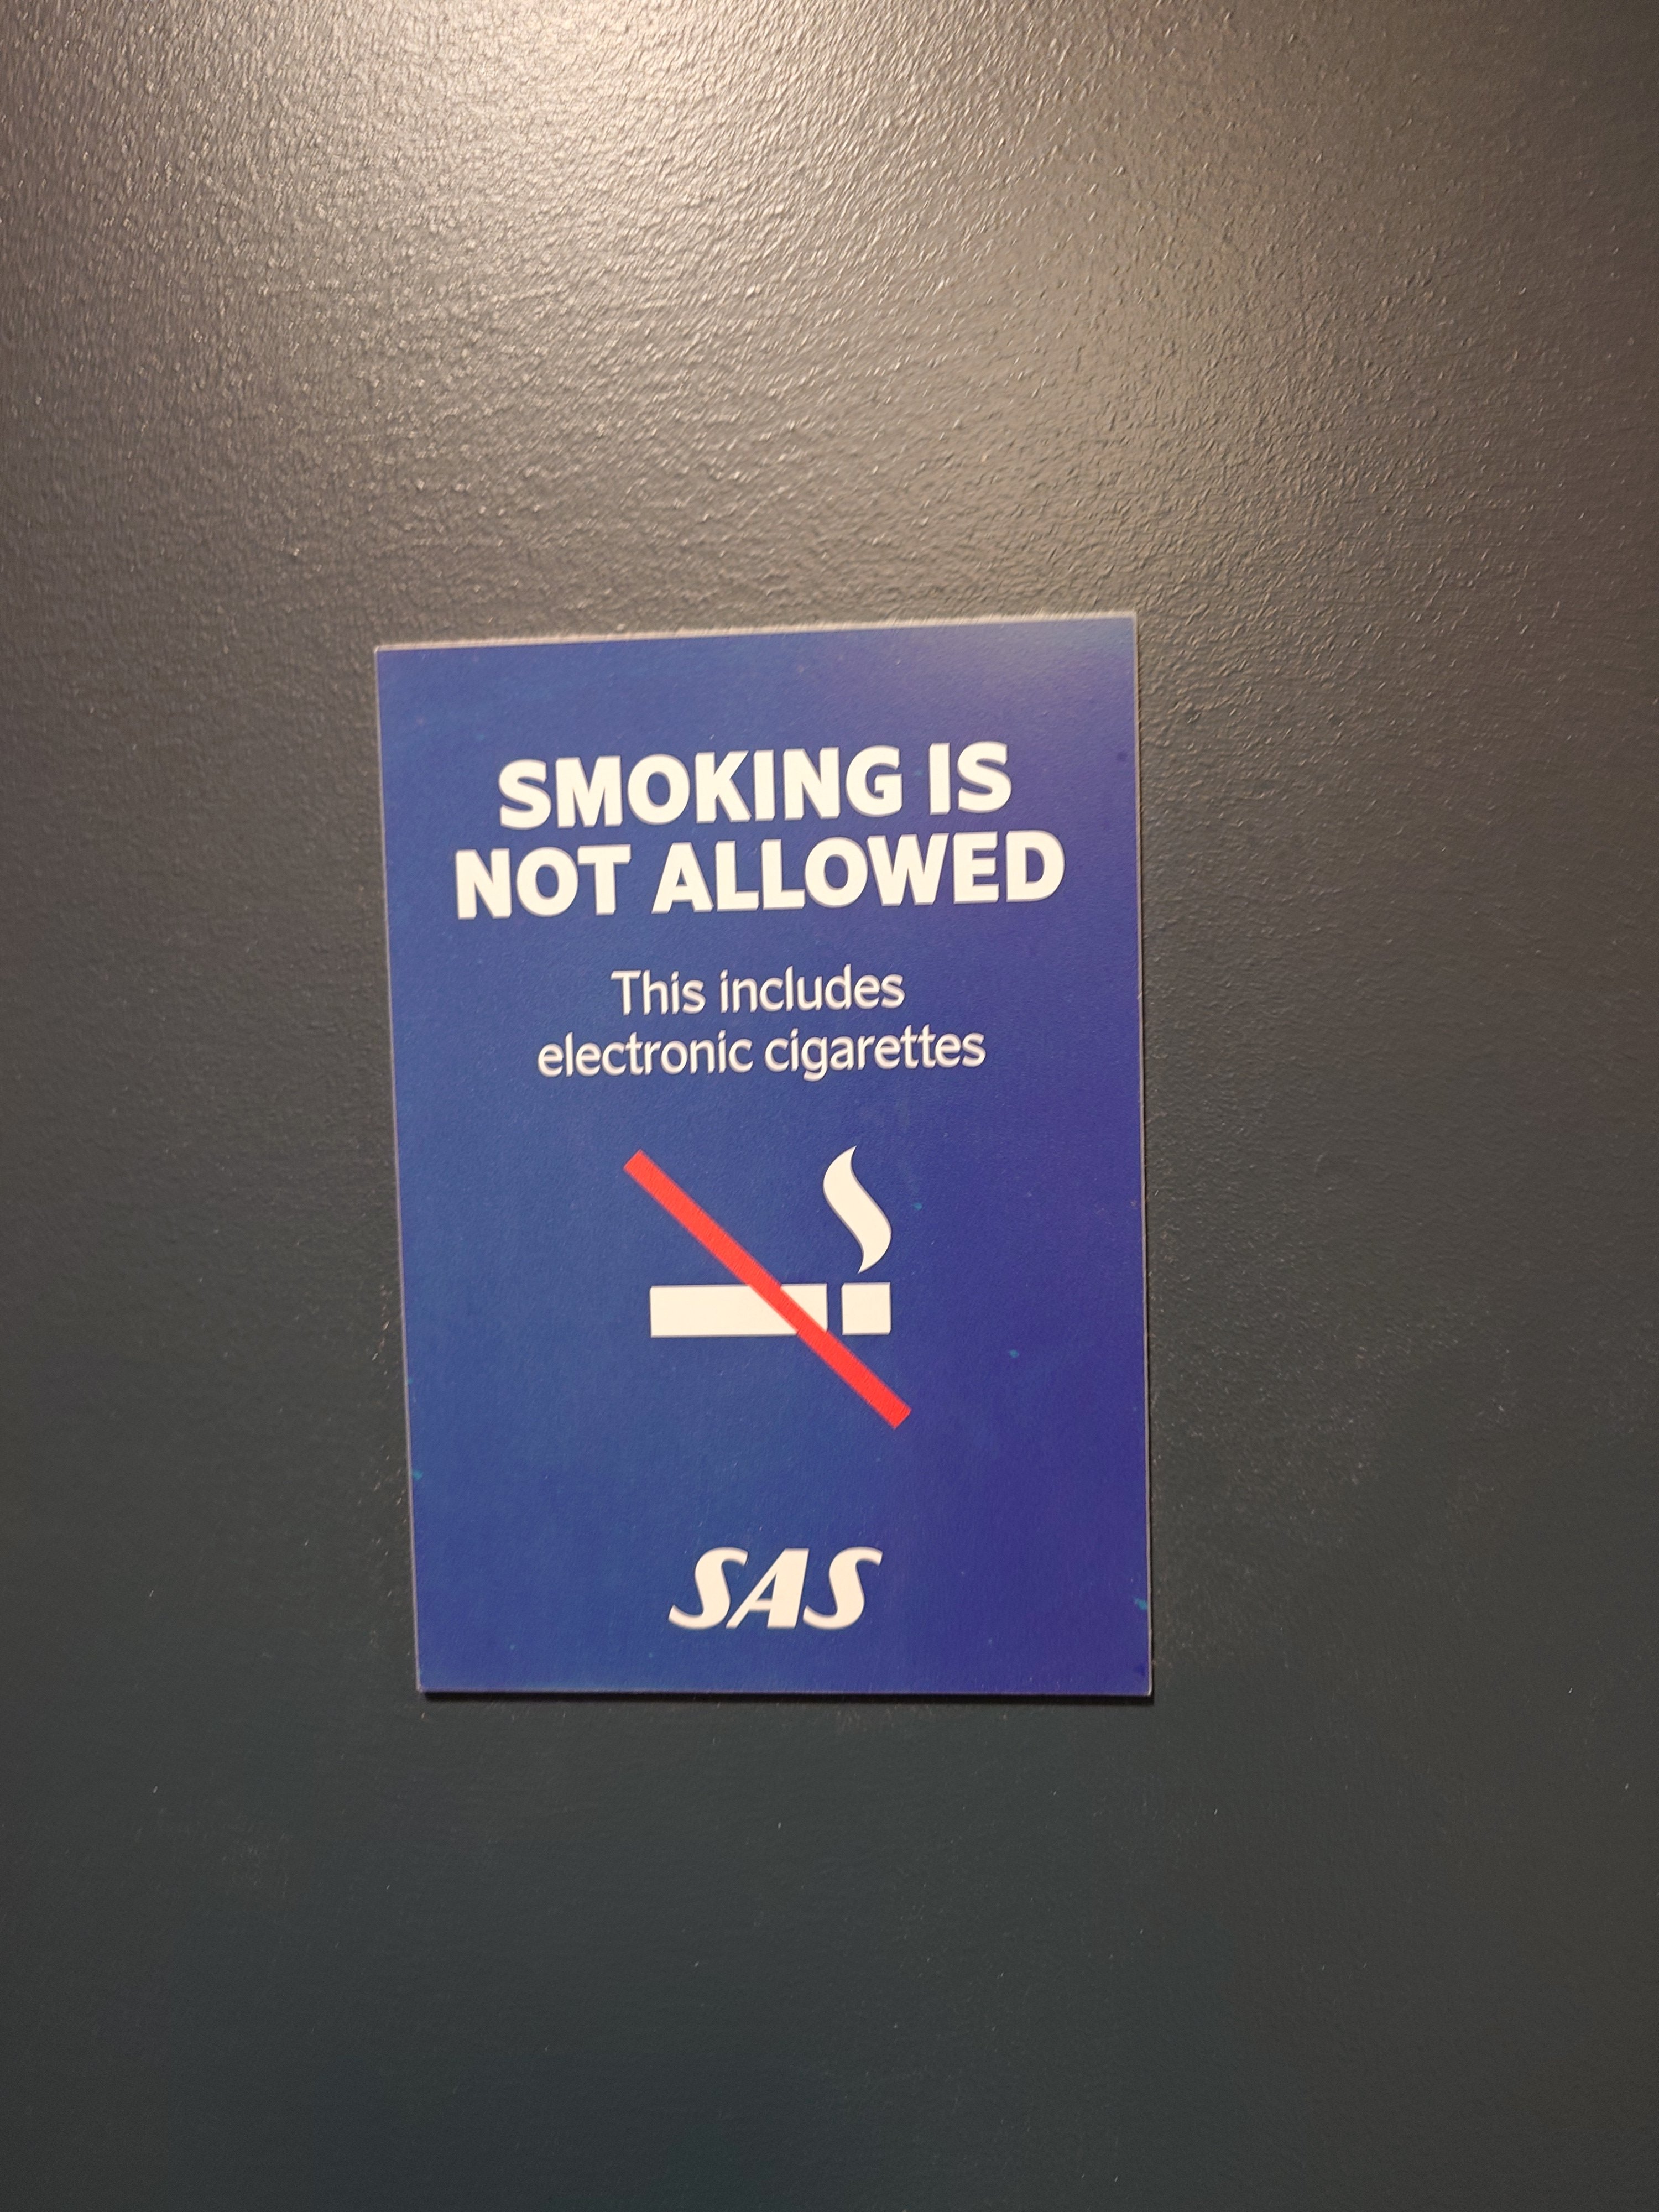 SMOKING IS
NOT ALLOWED
This includes
electronic cigarettes
SAS